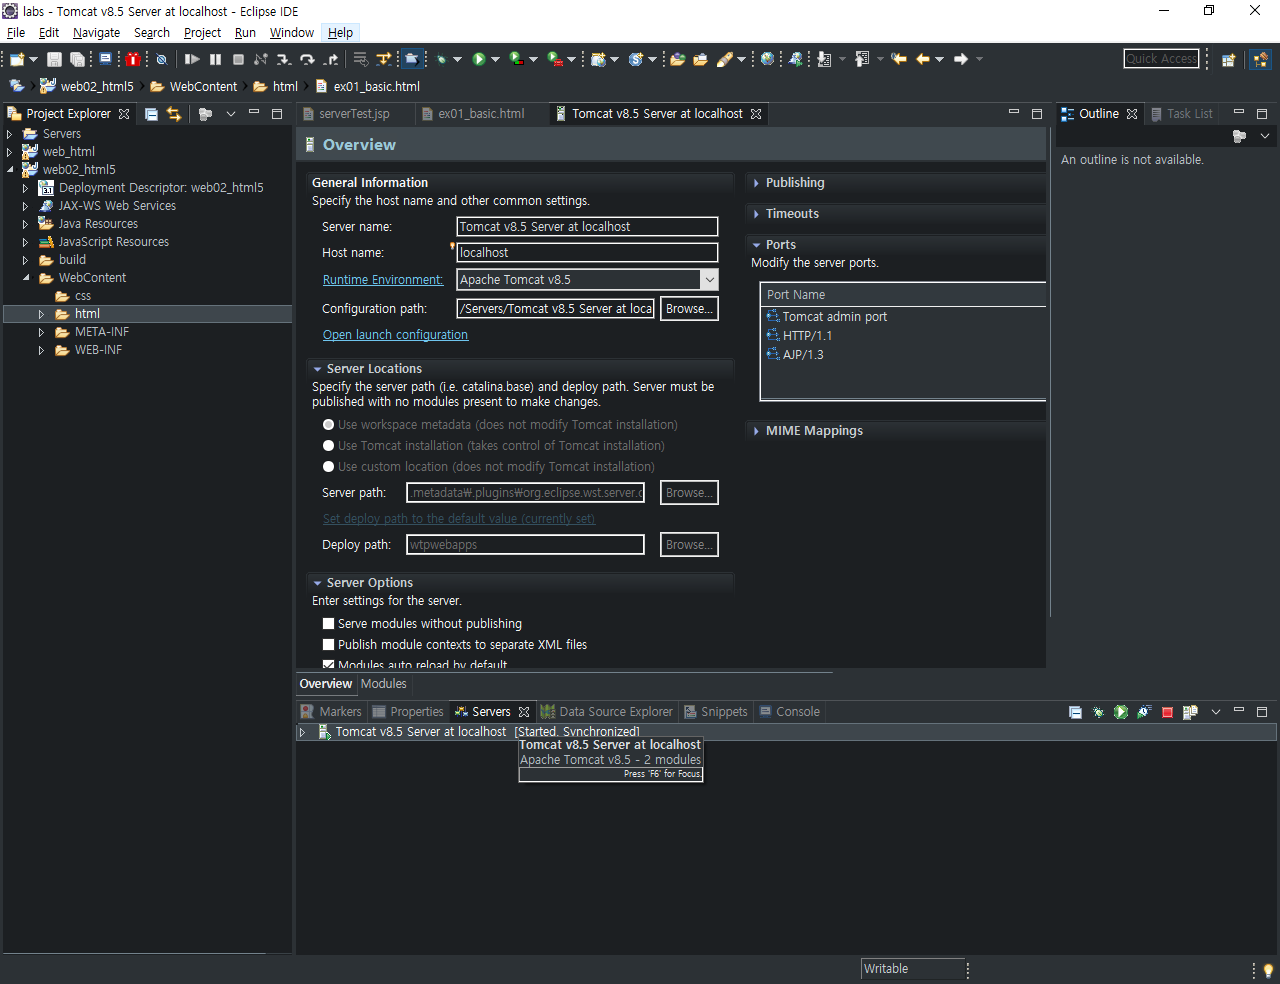 labs - Tomcat v8.5 Server at localhost - Eclipse IDE
File Edit Navigate Search Project Run Window Help
Quick Access
web02_html5 WebContent html ex01_basic.html
Project Explorer
Servers
web_html
web02_html5
3.1 Deployment Descriptor: web02_html5
JAX-WS Web Services
Java Resources
JavaScript Resources
build
WebContent
css
html
META-INF
WEB-INF
serverTest.jsp ex01_basic.html Tomcat v8.5 Server at localhost
Overview
General Information
Specify the host name and other common settings.
Server name: Tomcat v8.5 Server at localhost
Host name: localhost
Runtime Environment: Apache Tomcat v8.5
Configuration path: /Servers/Tomcat v8.5 Server at loca Browse...
Open launch configuration
Server Locations
Specify the server path (i.e. catalina.base) and deploy path. Server must be
published with no modules present to make changes.
Use workspace metadata (does not modify Tomcat installation)
Use Tomcat installation (takes control of Tomcat installation)
Use custom location (does not modify Tomcat installation)
Server path: .metadata₩.plugins₩org.eclipse.wst.server.c Browse...
Set deploy path to the default value (currently set)
Deploy path: wtpwebapps Browse...
Server Options
Enter settings for the server.
Serve modules without publishing
Publish module contexts to separate XML files
Modules auto reload by default
Publishing
Timeouts
Ports
Modify the server ports.
Port Name
Tomcat admin port
HTTP/1.1
AJP/1.3
MIME Mappings
Overview Modules
Outline Task List
An outline is not available.
Markers Properties Servers Data Source Explorer Snippets Console
Tomcat v8.5 Server at localhost [Started, Synchronized]
Tomcat v8.5 Server at localhost
Apache Tomcat v8.5 - 2 modules
Press 'F6' for Focus.
Writable